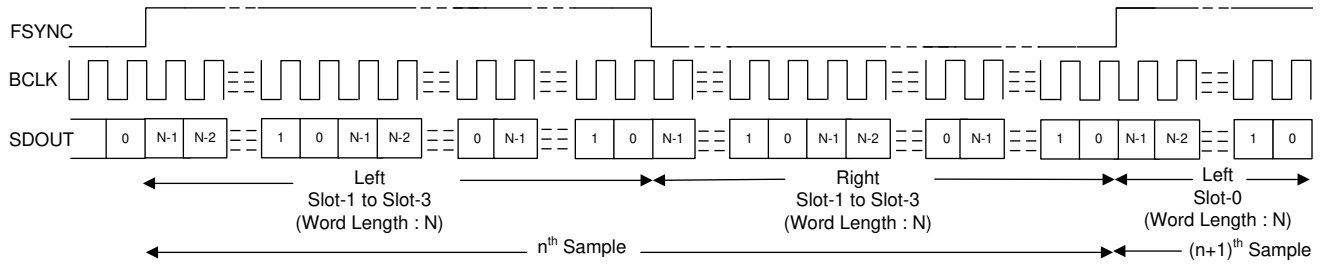 FSYNC
BCLK
SDOUT
0 N-1 N-2 1 0 N-1 N-2 0 N-1 1 0 N-1 1 0 N-1 N-2 0 N-1 1 0 N-1 N-2 1 0
Left
Slot-1 to Slot-3
(Word Length : N)
Right
Slot-1 to Slot-3
(Word Length : N)
Left
Slot-0
(Word Length : N)
nth Sample
(n+1)th Sample